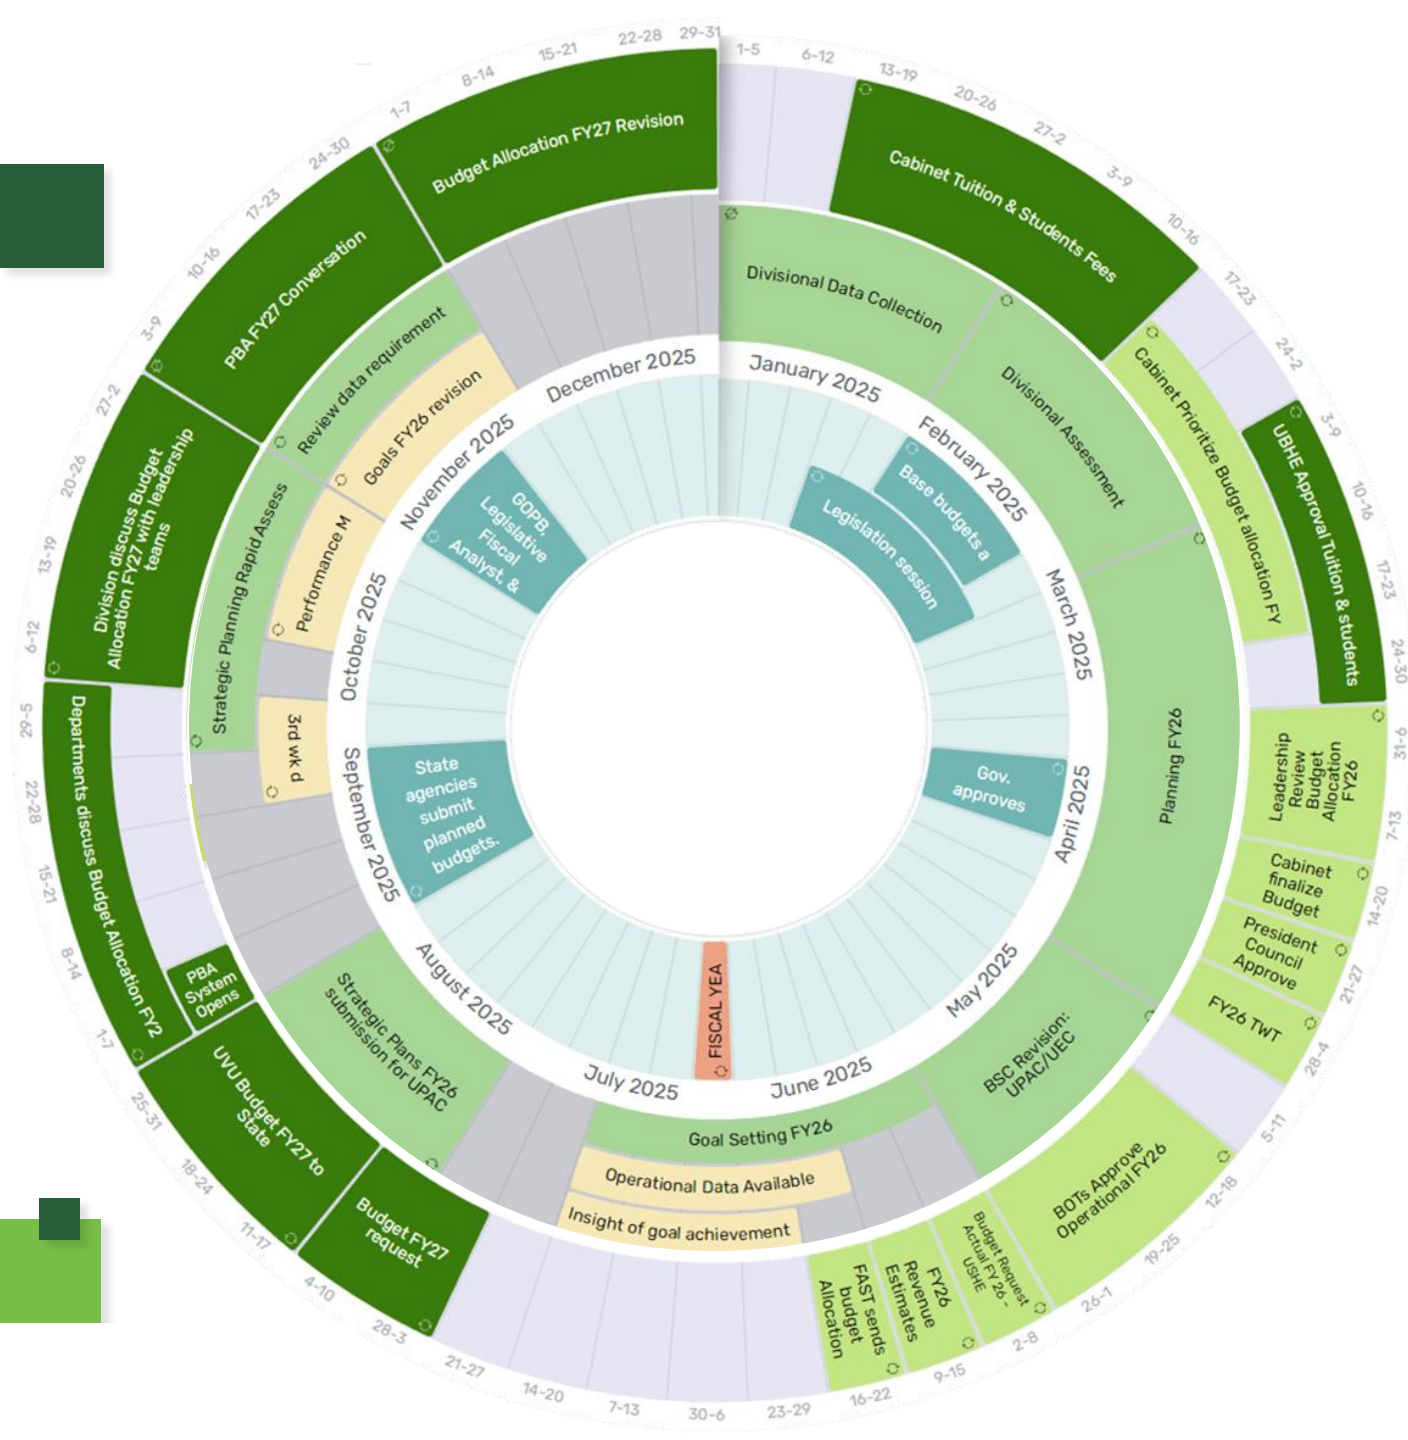 1-5
6-12
13-19
20-26
27-2
3-9
10-16
17-23
24-2
3-9
10-16
17-23
24-30
31-6
7-13
14-20
21-27
28-4
5-11
12-18
19-25
26-1
2-8
9-15
16-22
23-29
30-6
7-13
14-20
21-27
28-3
4-10
11-17
18-24
25-31
1-7
8-14
15-21
22-28
29-5
6-12
13-19
20-26
27-2
3-9
10-16
17-23
24-30
1-7
8-14
15-21
22-28
29-31
Cabinet Tuition & Students Fees
Cabinet Prioritize Budget allocation FY
UBHE Approval Tuition & students
Leadership
Review
Budget
Allocation
FY26
Cabinet
finalize
Budget
President
Council
Approve
FY26 TWT
BOTs Approve
Operational FY26
Budget Request
Actual FY 26 -
USHE
FY26
Revenue
Estimates
FAST sends
budget
Allocation
Budget FY27
request
UVU Budget FY27 to
State
PBA
System
Opens
Departments discuss Budget Allocation FY2
Division discuss Budget
Allocation FY27 with leadership
teams
PBA FY27 Conversation
Budget Allocation FY27 Revision
Divisional Data Collection
Divisional Assessment
Planning FY26
BSC Revision:
UPAC/UEC
Goal Setting FY26
Operational Data Available
Insight of goal achievement
Strategic Plans FY26
submission for UPAC
3rd wk d
Strategic Planning Rapid Assess
Performance M
Review data requirement
Goals FY26 revision
January 2025
February 2025
March 2025
April 2025
May 2025
June 2025
July 2025
August 2025
September 2025
October 2025
November 2025
December 2025
Base budgets a
Legislation session
Gov.
approves
FISCAL YEA
State
agencies
submit
planned
budgets.
GOPB,
Legislative
Fiscal
Analyst, &